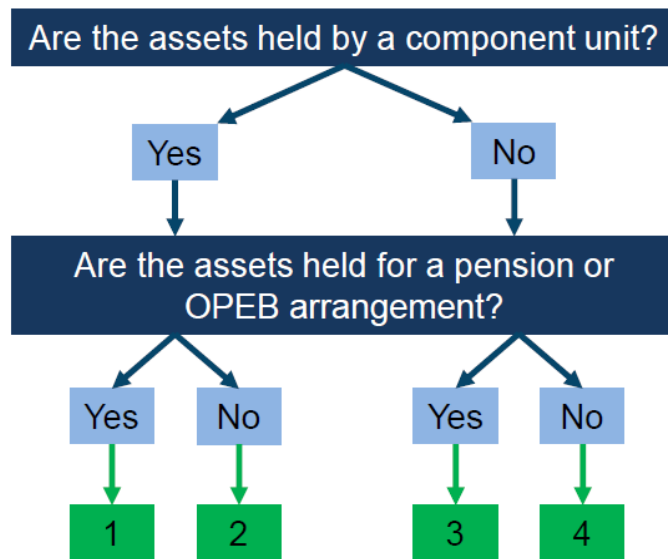 Are the assets held by a component unit?
Yes
No
Are the assets held for a pension or
OPEB arrangement?
Yes
No
Yes
No
1
2
3
4